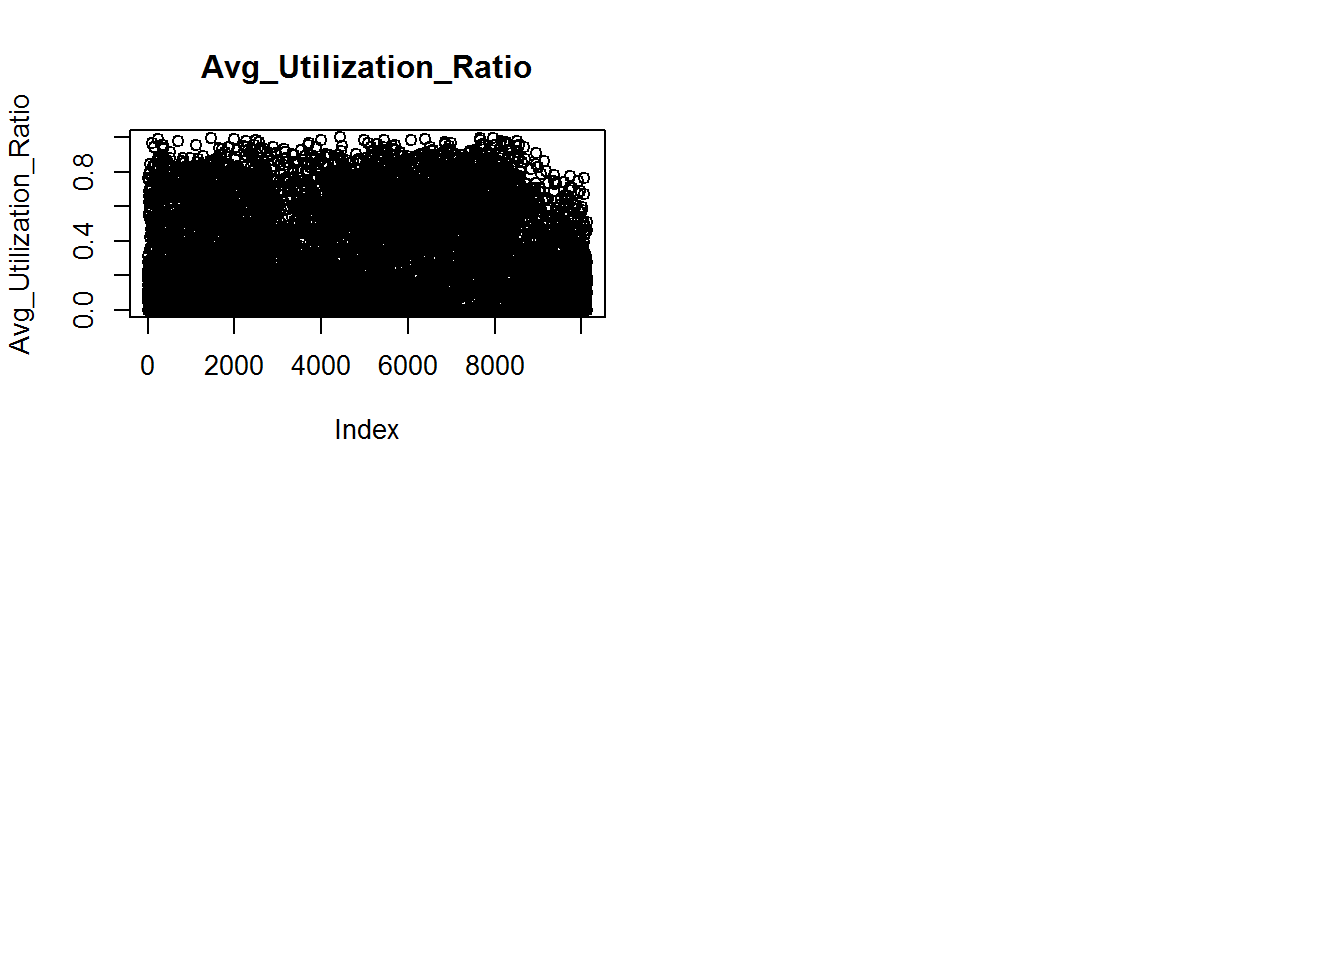 Avg_Utilization_Ratio
Avg_Utilization_Ratio
0.8
0.4
0.0
0 2000 4000 6000 8000
Index